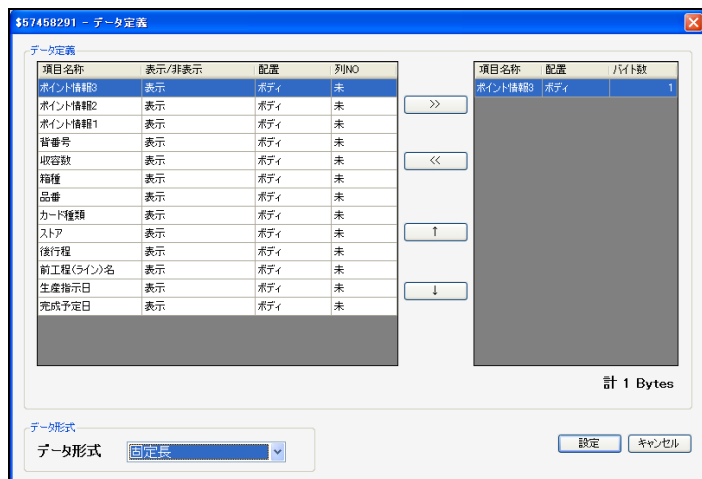 $57458291 - データ定義
データ定義
項目名称 表示/非表示 配置 列NO
ポイント情報3 表示 ボディ 未
ポイント情報2 表示 ボディ 未
ポイント情報1 表示 ボディ 未
背番号 表示 ボディ 未
収容数 表示 ボディ 未
箱種 表示 ボディ 未
品番 表示 ボディ 未
カード種類 表示 ボディ 未
ストア 表示 ボディ 未
後行程 表示 ボディ 未
前工程(ライン)名 表示 ボディ 未
生産指示日 表示 ボディ 未
完成予定日 表示 ボディ 未
>>
<<
↑
↓
項目名称 配置 バイト数
ポイント情報3 ボディ 1
計 1 Bytes
データ形式
データ形式 固定長
設定 キャンセル